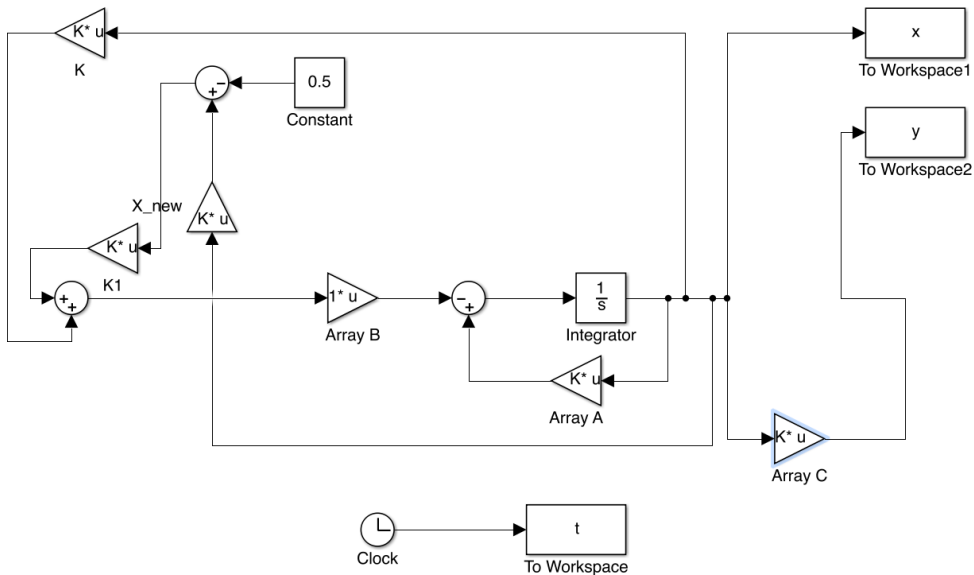 K* u
K
x
To Workspace1
0.5
Constant
y
To Workspace2
X_new
K* u
K* u
K1
1* u
Array B
1
s
Integrator
K* u
Array A
K* u
Array C
Clock
t
To Workspace